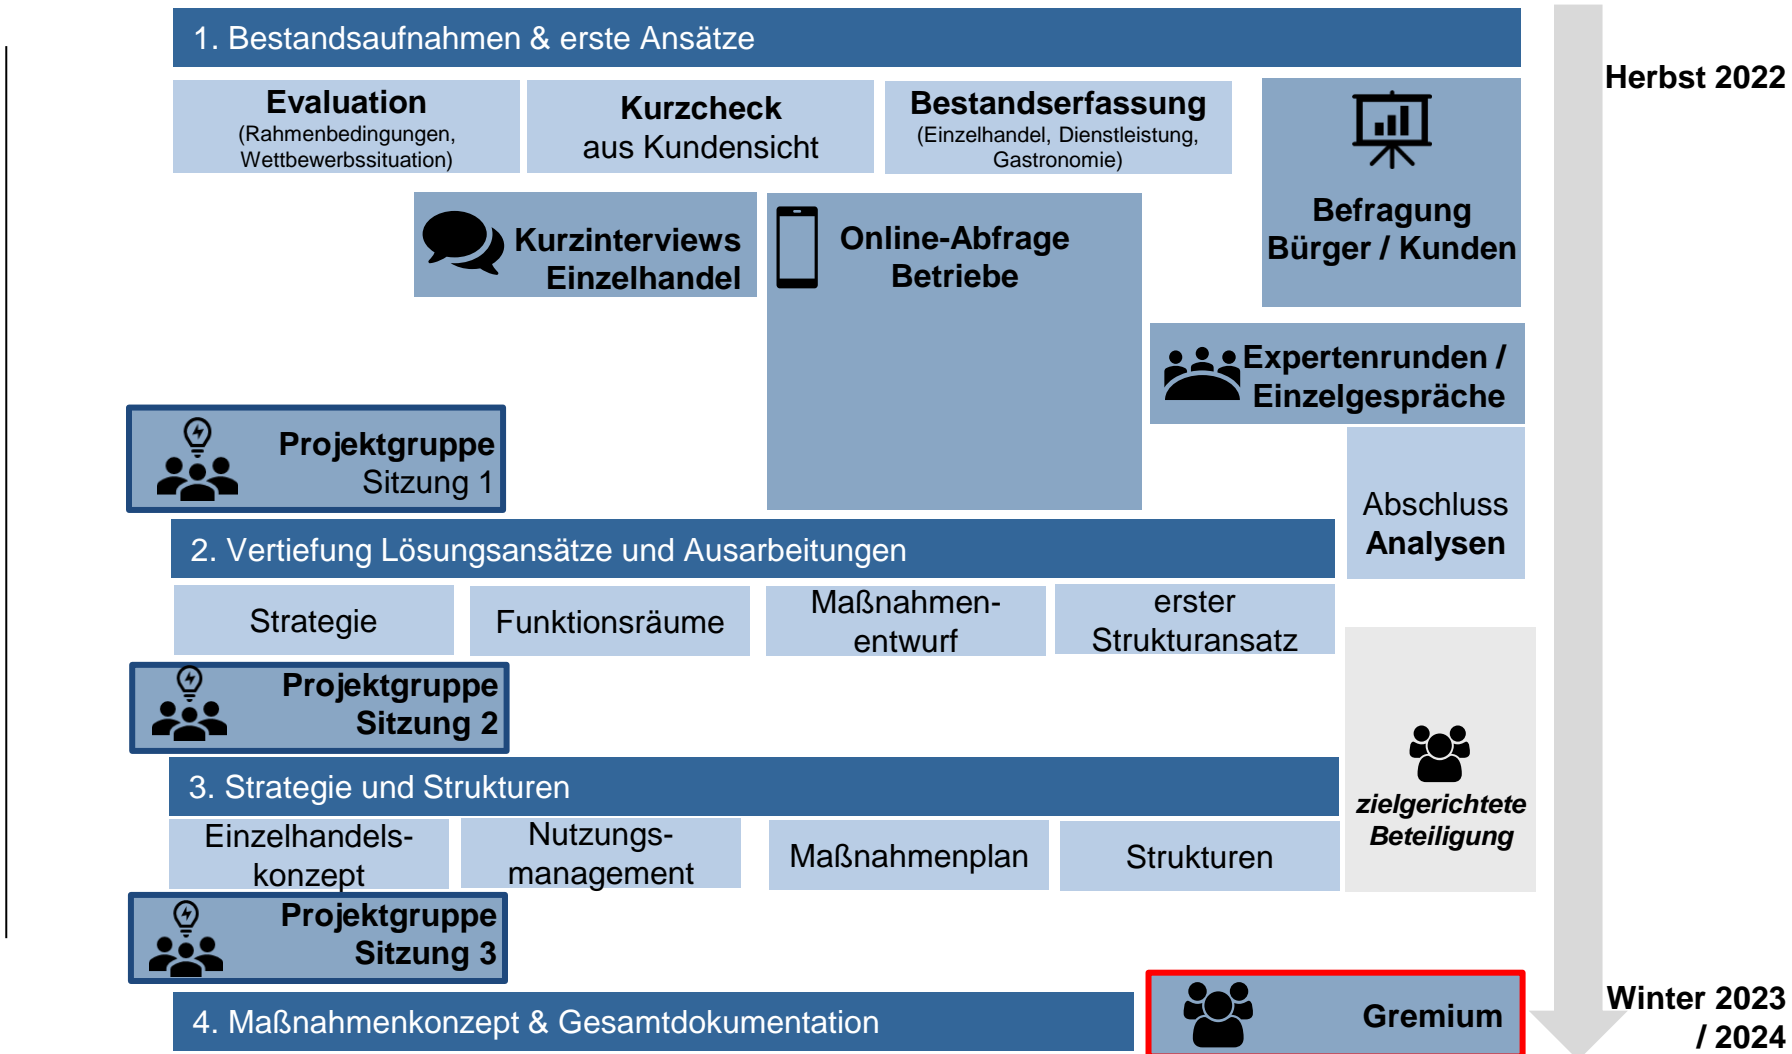 1. Bestandsaufnahmen & erste Ansätze
Herbst 2022
Evaluation
(Rahmenbedingungen,
Wettbewerbssituation)
Kurzcheck
aus Kundensicht
Bestandserfassung
(Einzelhandel, Dienstleistung,
Gastronomie)
Befragung
Bürger / Kunden
Kurzinterviews
Einzelhandel
Online-Abfrage
Betriebe
Expertenrunden /
Einzelgespräche
Projektgruppe
Sitzung 1
Abschluss
Analysen
2. Vertiefung Lösungsansätze und Ausarbeitungen
Strategie
Funktionsräume
Maßnahmen-
entwurf
erster
Strukturansatz
Projektgruppe
Sitzung 2
zielgerichtete
Beteiligung
3. Strategie und Strukturen
Einzelhandels-
konzept
Nutzungs-
management
Maßnahmenplan
Strukturen
Projektgruppe
Sitzung 3
4. Maßnahmenkonzept & Gesamtdokumentation
Gremium
Winter 2023
/ 2024